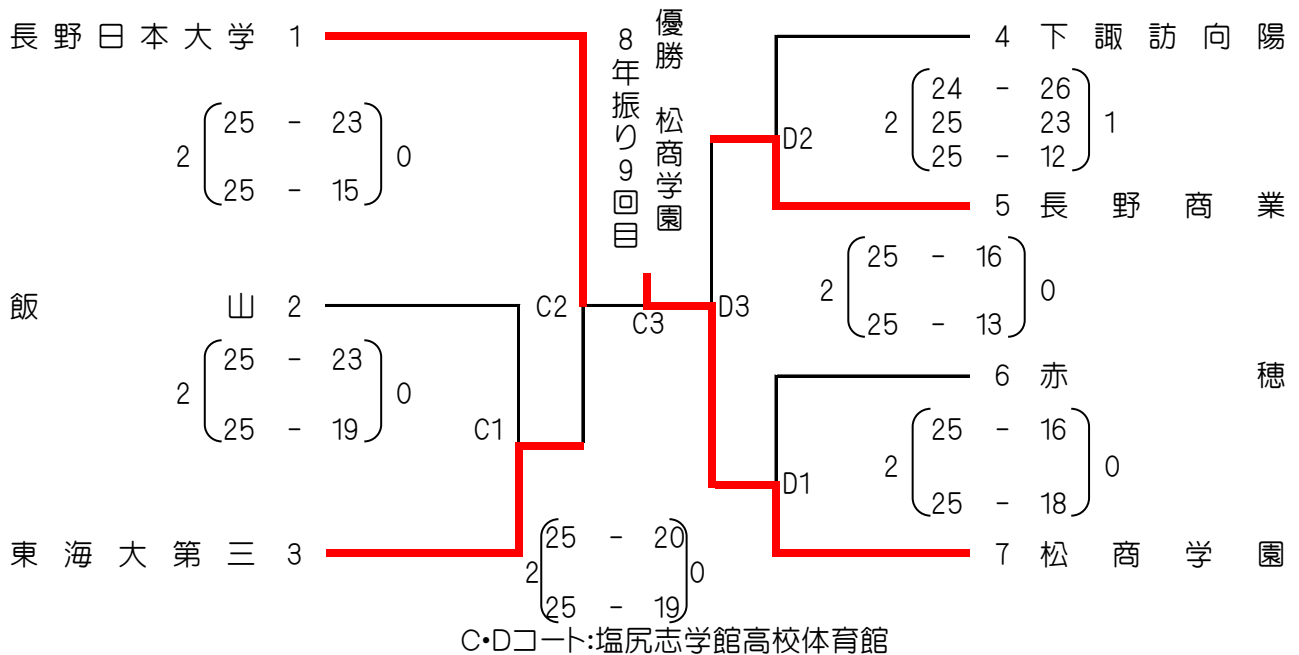 優勝 松商学園
8年振り9回目
長野日本大学 1
2 25 - 23 0
25 - 15
飯山 2
2 25 - 23 0
25 - 19
東海大第三 3
C1
C2
C3
D3
D2
D1
4 下諏訪向陽
24 - 26
2 25 23 1
25 - 12
5 長野商業
2 25 - 16 0
25 - 13
6 赤穂
2 25 - 16 0
25 - 18
7 松商学園
2 25 - 20 0
25 - 19
C・Dコート:塩尻志学館高校体育館